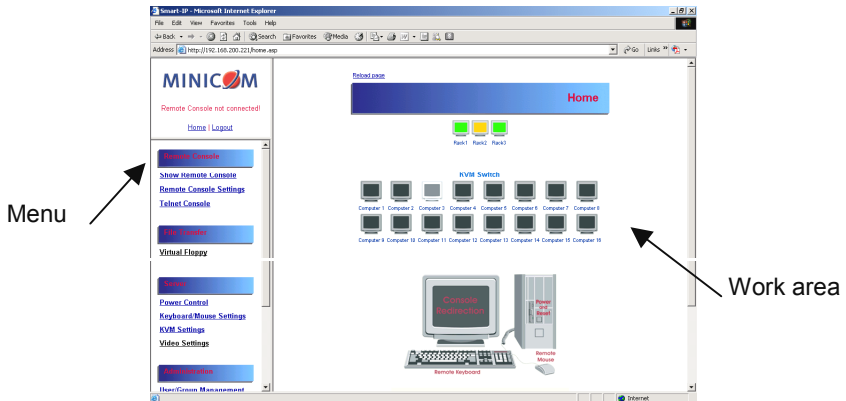 Smart-IP - Microsoft Internet Explorer
File Edit View Favorites Tools Help
Back Search Favorites Media
Address http://192.168.200.221/home.asp Go Links
MINICOM
Remote Console not connected!
Home | Logout
Remote Console
Show Remote Console
Remote Console Settings
Telnet Console
Virtual Floppy
Power Control
Keyboard/Mouse Settings
KVM Settings
Video Settings
Administration
User/Group Management
Reload page
Home
Rack1 Rack2 Rack3
KVM Switch
Computer 1 Computer 2 Computer 3 Computer 4 Computer 5 Computer 6 Computer 7 Computer 8
Computer 9 Computer 10 Computer 11 Computer 12 Computer 13 Computer 14 Computer 15 Computer 16
Console
Redirection
Power
and
Reset
Remote
Mouse
Remote Keyboard
Internet
Menu
Work area